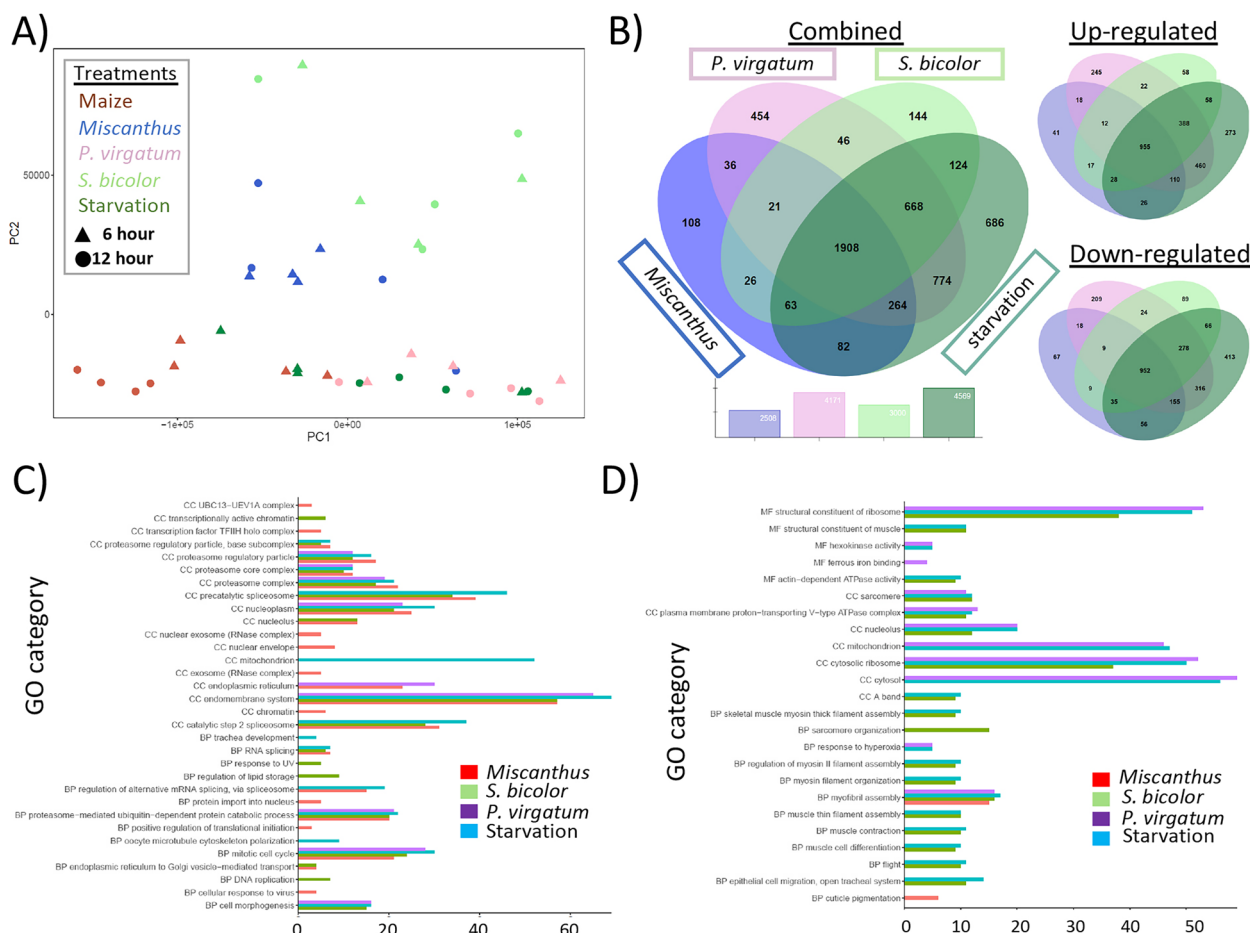 A)
Treatments
Maize
Miscanthus
P. virgatum
S. bicolor
Starvation
6 hour
12 hour
50000
0
PC2
-1e+05
0e+00
1e+05
PC1
B)
Combined
P. virgatum
S. bicolor
Miscanthus
starvation
454
144
46
36
124
108
21
668
686
1908
26
774
63
264
82
2508
4171
3000
4569
Up-regulated
245
58
22
18
58
41
12
388
273
955
17
460
28
110
26
Down-regulated
209
89
24
18
66
67
9
278
413
952
9
316
35
155
56
C)
GO category
CC UBC13-UEV1A complex
CC transcriptionally active chromatin
CC transcription factor TFIIH holo complex
CC proteasome regulatory particle, base subcomplex
CC proteasome regulatory particle
CC proteasome core complex
CC proteasome complex
CC precatalytic spliceosome
CC nucleoplasm
CC nucleolus
CC nuclear exosome (RNase complex)
CC nuclear envelope
CC mitochondrion
CC exosome (RNase complex)
CC endoplasmic reticulum
CC endomembrane system
CC chromatin
CC catalytic step 2 spliceosome
BP trachea development
BP RNA splicing
BP response to UV
BP regulation of lipid storage
BP regulation of alternative mRNA splicing, via spliceosome
BP protein import into nucleus
BP proteasome-mediated ubiquitin-dependent protein catabolic process
BP positive regulation of translational initiation
BP oocyte microtubule cytoskeleton polarization
BP mitotic cell cycle
BP endoplasmic reticulum to Golgi vesicle-mediated transport
BP DNA replication
BP cellular response to virus
BP cell morphogenesis
0
20
40
60
Miscanthus
S. bicolor
P. virgatum
Starvation
D)
GO category
MF structural constituent of ribosome
MF structural constituent of muscle
MF hexokinase activity
MF ferrous iron binding
MF actin-dependent ATPase activity
CC sarcomere
CC plasma membrane proton-transporting V-type ATPase complex
CC nucleolus
CC mitochondrion
CC cytosolic ribosome
CC cytosol
CC A band
BP skeletal muscle myosin thick filament assembly
BP sarcomere organization
BP response to hyperoxia
BP regulation of myosin II filament assembly
BP myosin filament organization
BP myofibril assembly
BP muscle thin filament assembly
BP muscle contraction
BP muscle cell differentiation
BP flight
BP epithelial cell migration, open tracheal system
BP cuticle pigmentation
0
10
20
30
40
50
Miscanthus
S. bicolor
P. virgatum
Starvation